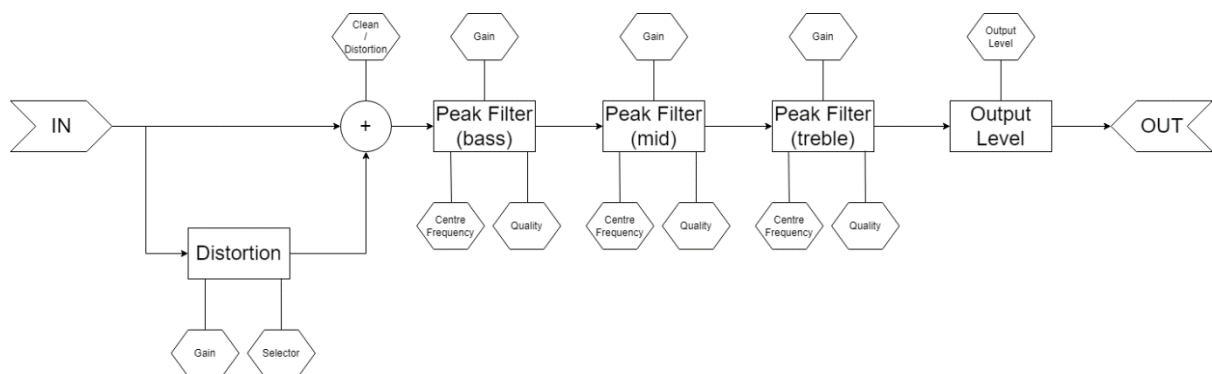 Clean
/
Distortion
Gain
Gain
Gain
Output
Level
IN
+
Peak Filter
(bass)
Peak Filter
(mid)
Peak Filter
(treble)
Output
Level
OUT
Centre
Frequency
Quality
Centre
Frequency
Quality
Centre
Frequency
Quality
Distortion
Gain
Selector